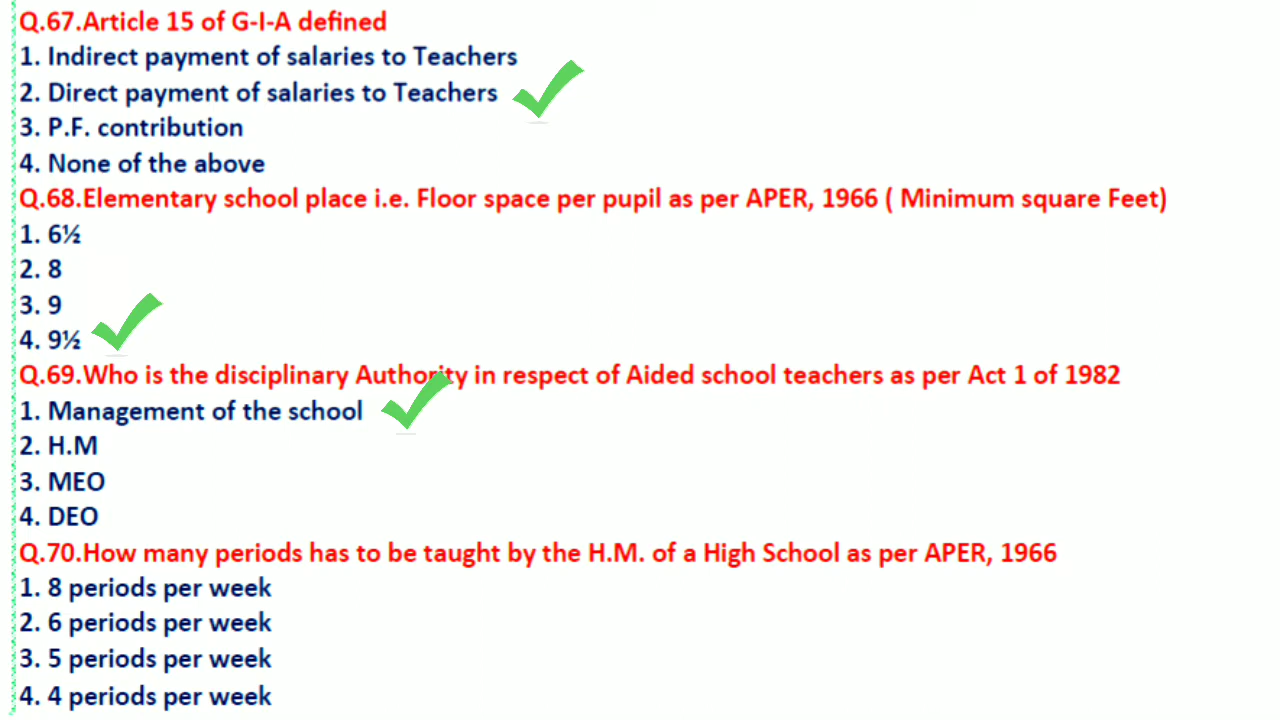 Q.67.Article 15 of G-I-A defined
1. Indirect payment of salaries to Teachers
2. Direct payment of salaries to Teachers
3. P.F. contribution
4. None of the above
Q.68.Elementary school place i.e. Floor space per pupil as per APER, 1966 ( Minimum square Feet)
1. 6½
2. 8
3. 9
4. 9½
Q.69.Who is the disciplinary Authority in respect of Aided school teachers as per Act 1 of 1982
1. Management of the school
2. H.M
3. MEO
4. DEO
Q.70.How many periods has to be taught by the H.M. of a High School as per APER, 1966
1. 8 periods per week
2. 6 periods per week
3. 5 periods per week
4. 4 periods per week